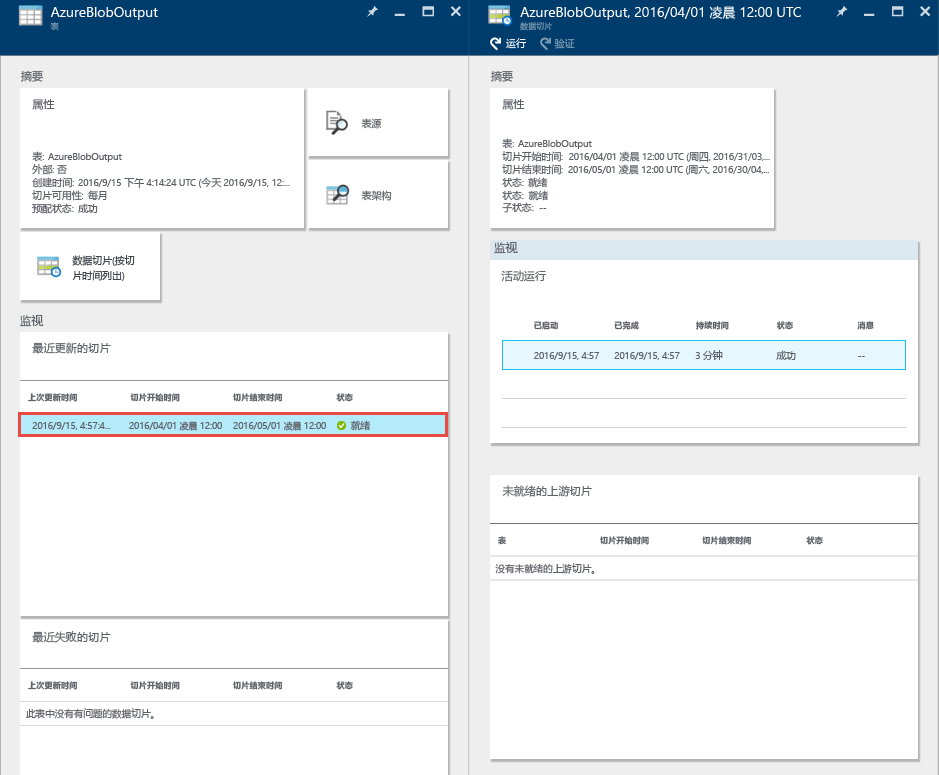 AzureBlobOutput
表
摘要
属性
表: AzureBlobOutput
外部: 否
创建时间: 2016/9/15 下午 4:14:24 UTC (今天 2016/9/15, 12:...
切片可用性: 每月
预配状态: 成功
表源
表架构
数据切片(按切
片时间列出)
监视
最近更新的切片
上次更新时间 切片开始时间 切片结束时间 状态
2016/9/15, 4:57:4... 2016/04/01 凌晨 12:00 2016/05/01 凌晨 12:00 就绪
最近失败的切片
上次更新时间 切片开始时间 切片结束时间 状态
此表中没有有问题的数据切片。
AzureBlobOutput, 2016/04/01 凌晨 12:00 UTC
数据切片
运行 验证
摘要
属性
表: AzureBlobOutput
切片开始时间: 2016/04/01 凌晨 12:00 UTC (周四, 2016/31/03,...
切片结束时间: 2016/05/01 凌晨 12:00 UTC (周六, 2016/30/04,...
状态: 就绪
状态: 就绪
子状态: --
监视
活动运行
已启动 已完成 持续时间 状态 消息
2016/9/15, 4:57 2016/9/15, 4:57 3 分钟 成功 --
未就绪的上游切片
表 切片开始时间 切片结束时间 状态
没有未就绪的上游切片。